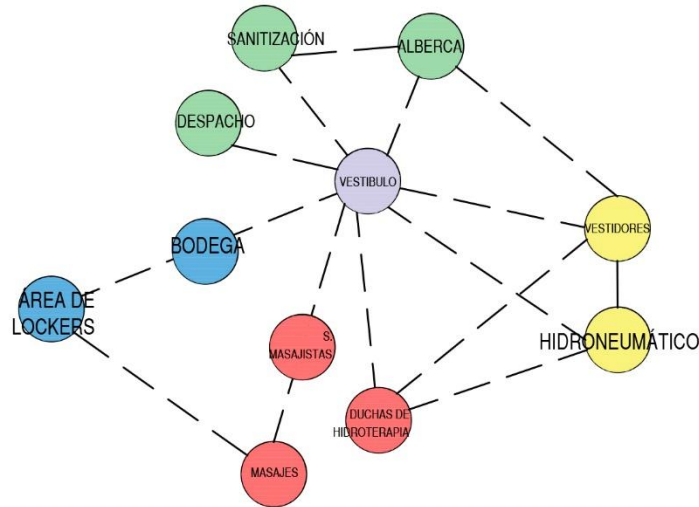 SANITIZACIÓN
ALBERCA
DESPACHO
VESTIBULO
VESTIDORES
BODEGA
ÁREA DE
LOCKERS
S.
MASAJISTAS
HIDRONEUMÁTICO
DUCHAS DE
HIDROTERAPIA
MASAJES